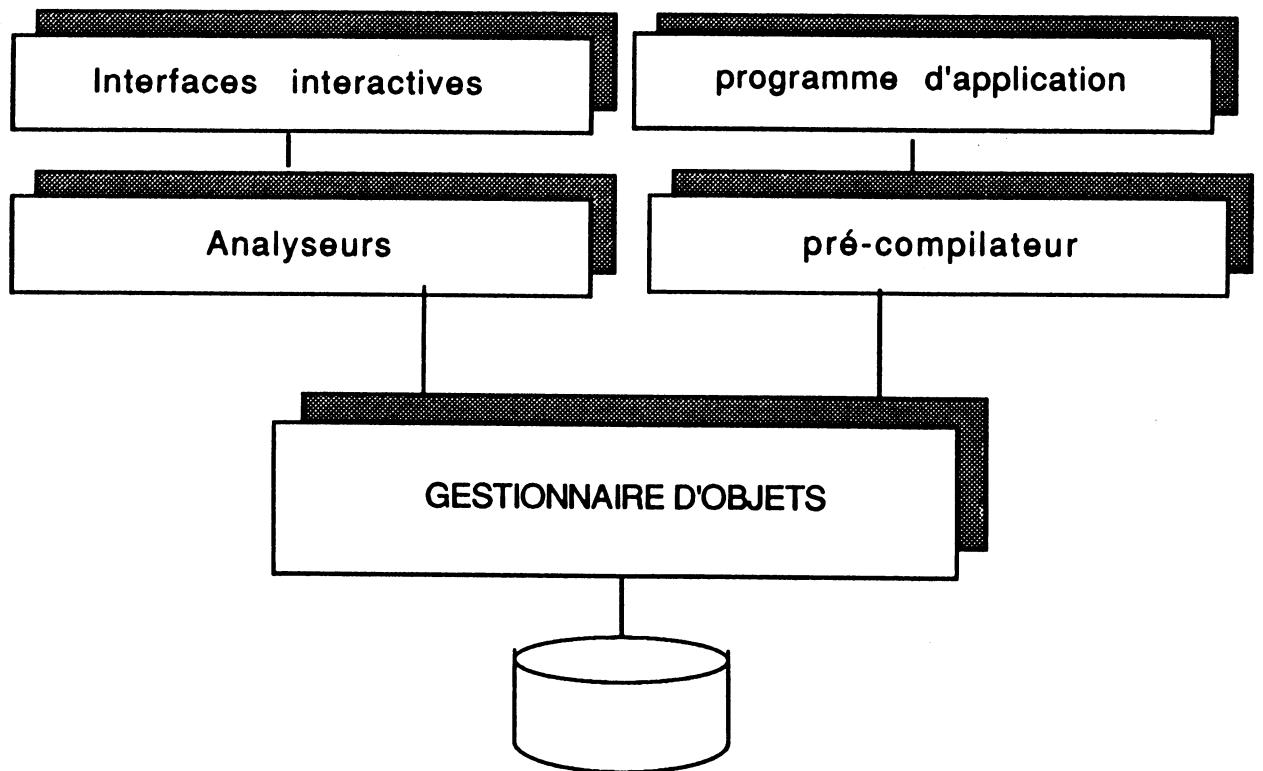 Interfaces interactives
programme d'application
Analyseurs
pré-compilateur
GESTIONNAIRE D'OBJETS